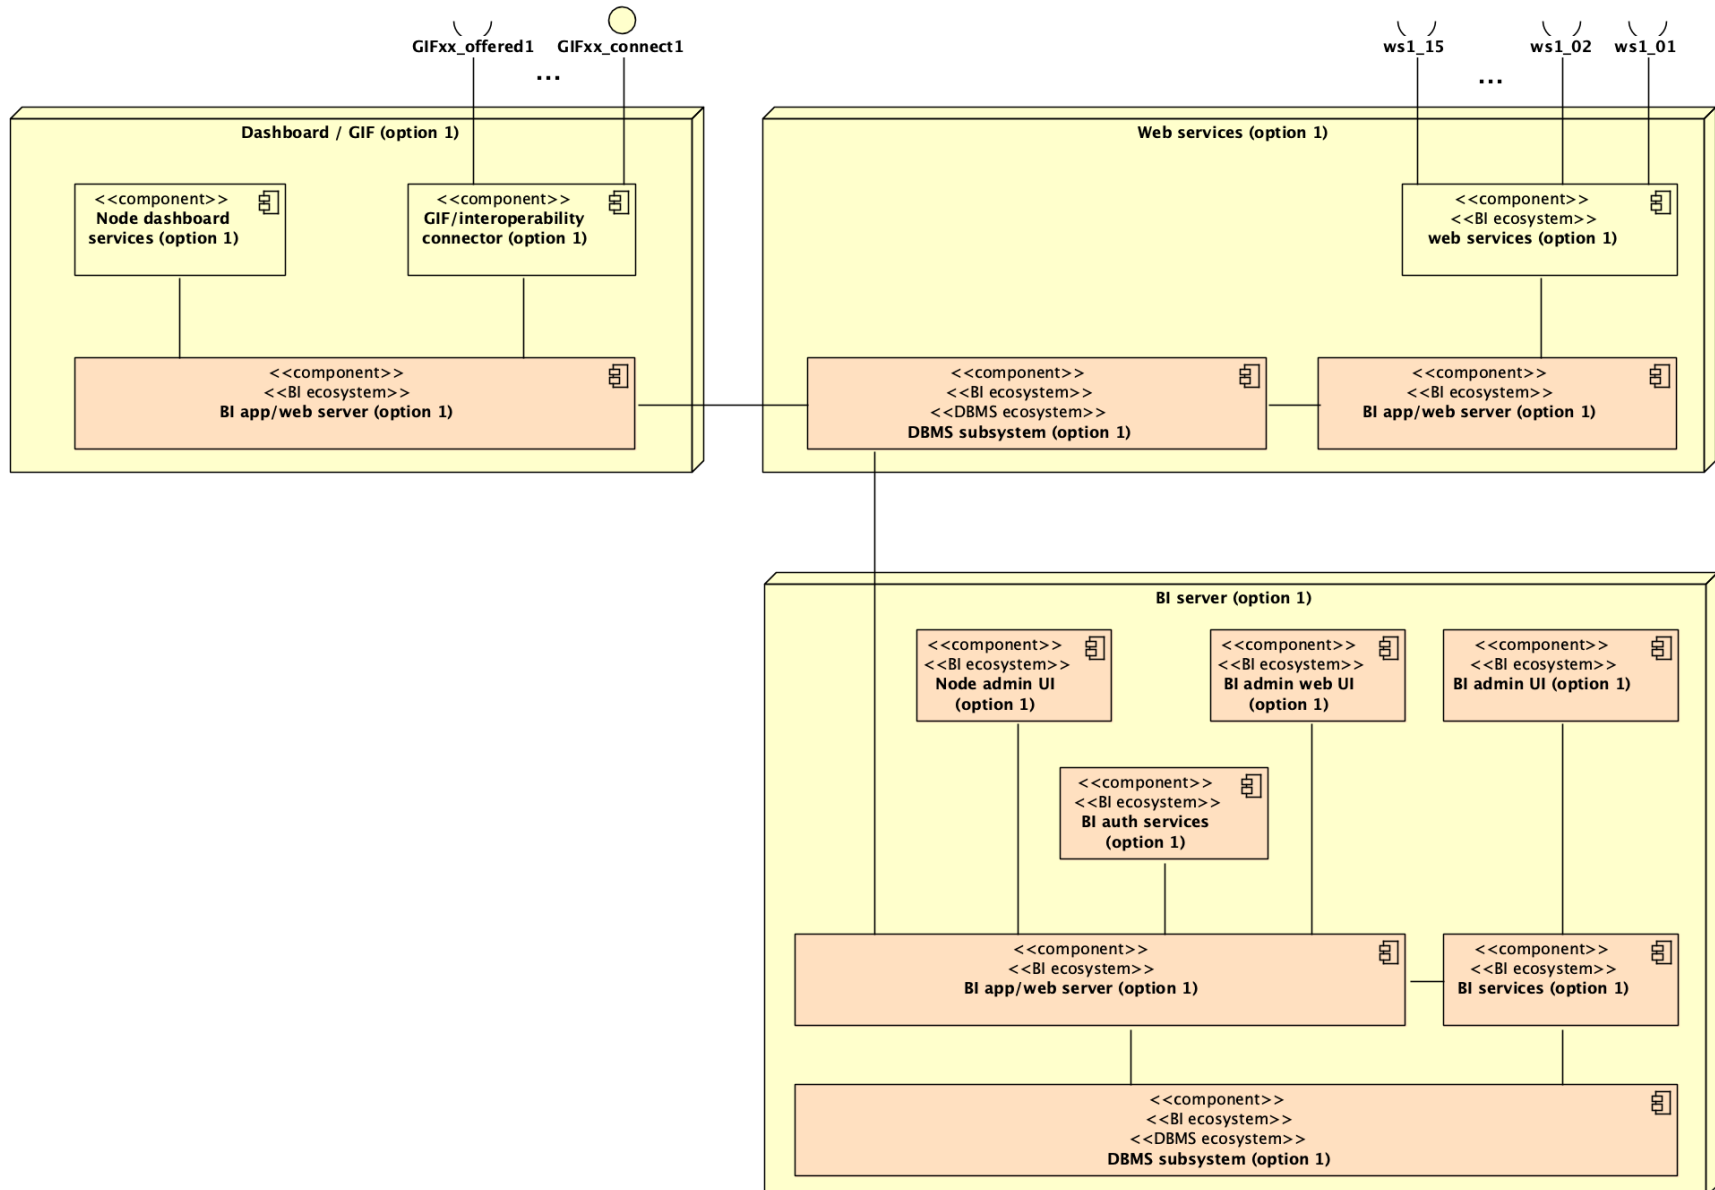 GIFxx_offered1
GIFxx_connect1
...
ws1_15
ws1_02
ws1_01
...
Dashboard / GIF (option 1)
<<component>>
Node dashboard
services (option 1)
<<component>>
GIF/interoperability
connector (option 1)
<<component>>
<<BI ecosystem>>
BI app/web server (option 1)
Web services (option 1)
<<component>>
<<BI ecosystem>>
web services (option 1)
<<component>>
<<BI ecosystem>>
<<DBMS ecosystem>>
DBMS subsystem (option 1)
<<component>>
<<BI ecosystem>>
BI app/web server (option 1)
BI server (option 1)
<<component>>
<<BI ecosystem>>
Node admin UI
(option 1)
<<component>>
<<BI ecosystem>>
BI admin web UI
(option 1)
<<component>>
<<BI ecosystem>>
BI admin UI (option 1)
<<component>>
<<BI ecosystem>>
BI auth services
(option 1)
<<component>>
<<BI ecosystem>>
BI app/web server (option 1)
<<component>>
<<BI ecosystem>>
BI services (option 1)
<<component>>
<<BI ecosystem>>
<<DBMS ecosystem>>
DBMS subsystem (option 1)